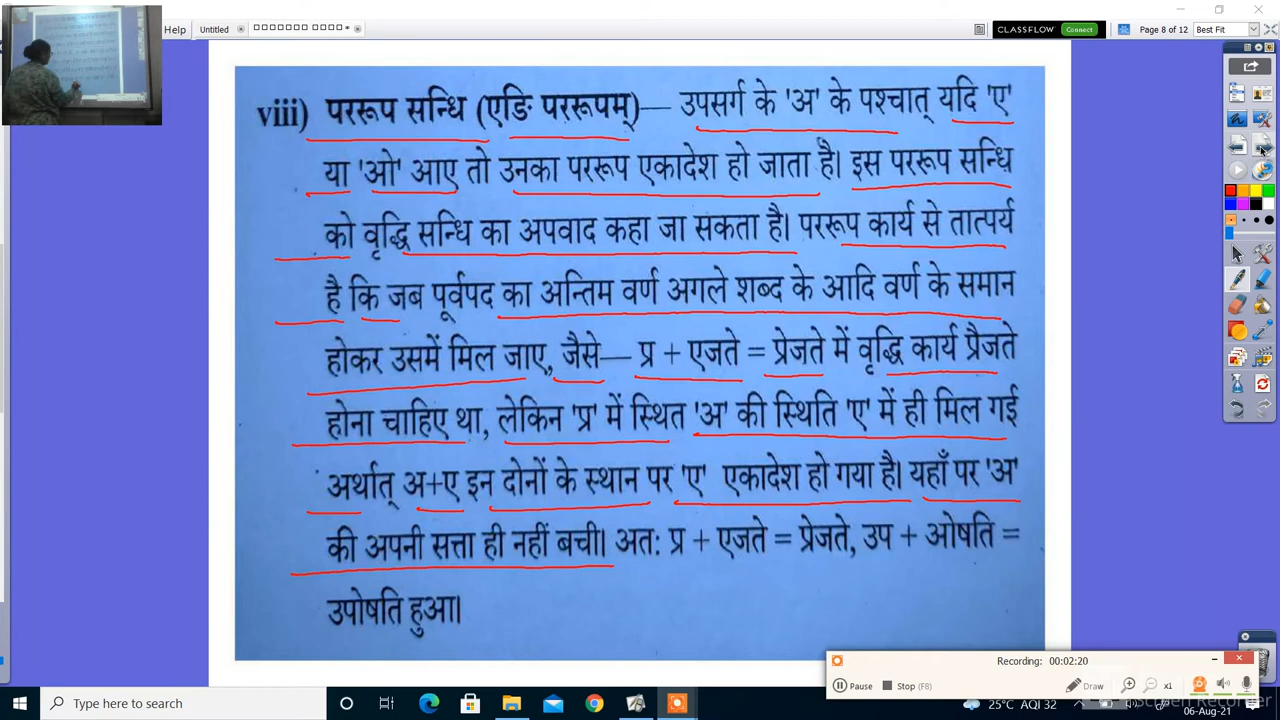 Help
Untitled
CLASSFLOW Connect
Page 8 of 12
Best Fit
viii) पररूप सन्धि (एङि पररूपम्)— उपसर्ग के 'अ' के पश्चात् यदि 'ए'
या 'ओ' आए तो उनका पररूप एकादेश हो जाता है। इस पररूप सन्धि
को वृद्धि सन्धि का अपवाद कहा जा सकता है। पररूप कार्य से तात्पर्य
है कि जब पूर्वपद का अन्तिम वर्ण अगले शब्द के आदि वर्ण के समान
होकर उसमें मिल जाए, जैसे— प्र + एजते = प्रेजते में वृद्धि कार्य प्रैजते
होना चाहिए था, लेकिन 'प्र' में स्थित 'अ' की स्थिति 'ए' में ही मिल गई
अर्थात् अ+ए इन दोनों के स्थान पर 'ए' एकादेश हो गया है। यहाँ पर 'अ'
की अपनी सत्ता ही नहीं बची। अत: प्र + एजते = प्रेजते, उप + ओषति =
उपोषति हुआ।
Recording: 00:02:20
Pause
Stop (F8)
Draw
x1
Type here to search
25°C AQI 32
06-Aug-21